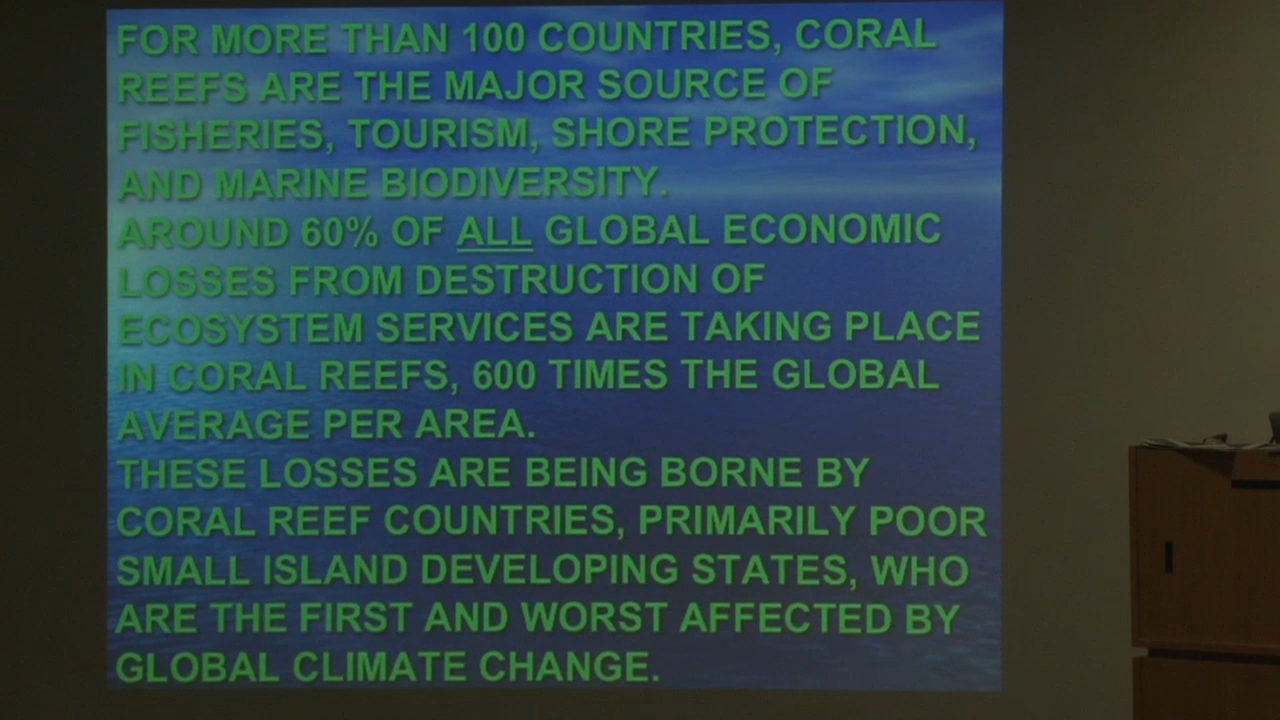 FOR MORE THAN 100 COUNTRIES, CORAL
REEFS ARE THE MAJOR SOURCE OF
FISHERIES, TOURISM, SHORE PROTECTION,
AND MARINE BIODIVERSITY.
AROUND 60% OF ALL GLOBAL ECONOMIC
LOSSES FROM DESTRUCTION OF
ECOSYSTEM SERVICES ARE TAKING PLACE
IN CORAL REEFS, 600 TIMES THE GLOBAL
AVERAGE PER AREA.
THESE LOSSES ARE BEING BORNE BY
CORAL REEF COUNTRIES, PRIMARILY POOR
SMALL ISLAND DEVELOPING STATES, WHO
ARE THE FIRST AND WORST AFFECTED BY
GLOBAL CLIMATE CHANGE.